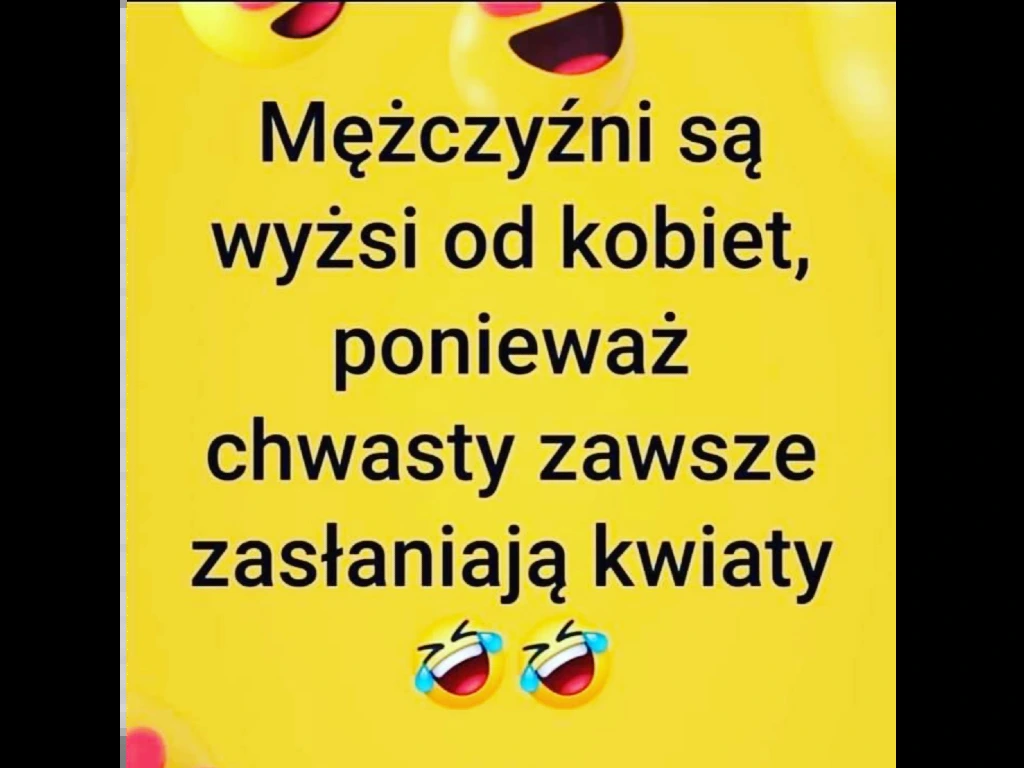 Mężczyźni są
wyżsi od kobiet,
ponieważ
chwasty zawsze
zasłaniają kwiaty